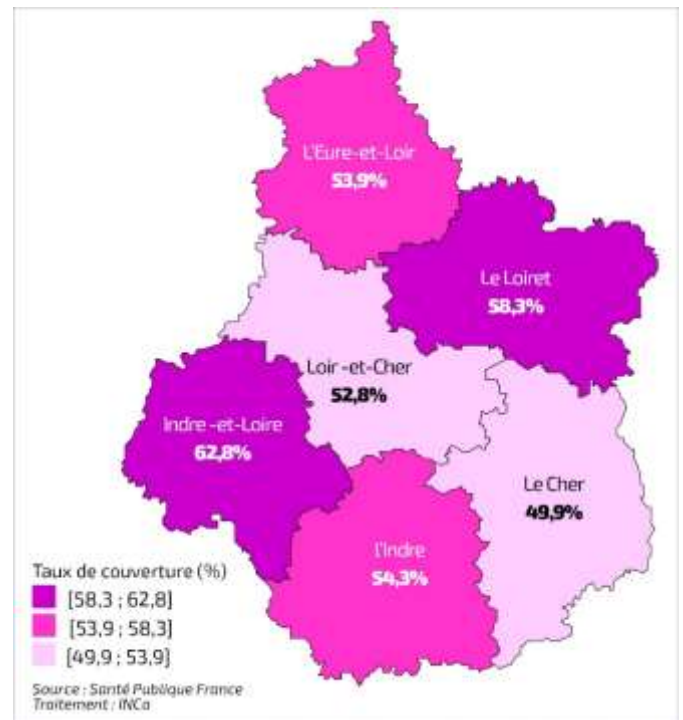 L'Eure-et-Loir
53,9%
Le Loiret
58,3%
Loir -et-Cher
52,8%
Indre -et-Loire
62,8%
Le Cher
49,9%
l'Indre
54,3%
Taux de couverture (%)
[58,3 ; 62,8]
[53,9 ; 58,3]
[49,9 ; 53,9]
Source : Santé Publique France
Traitement : INCa